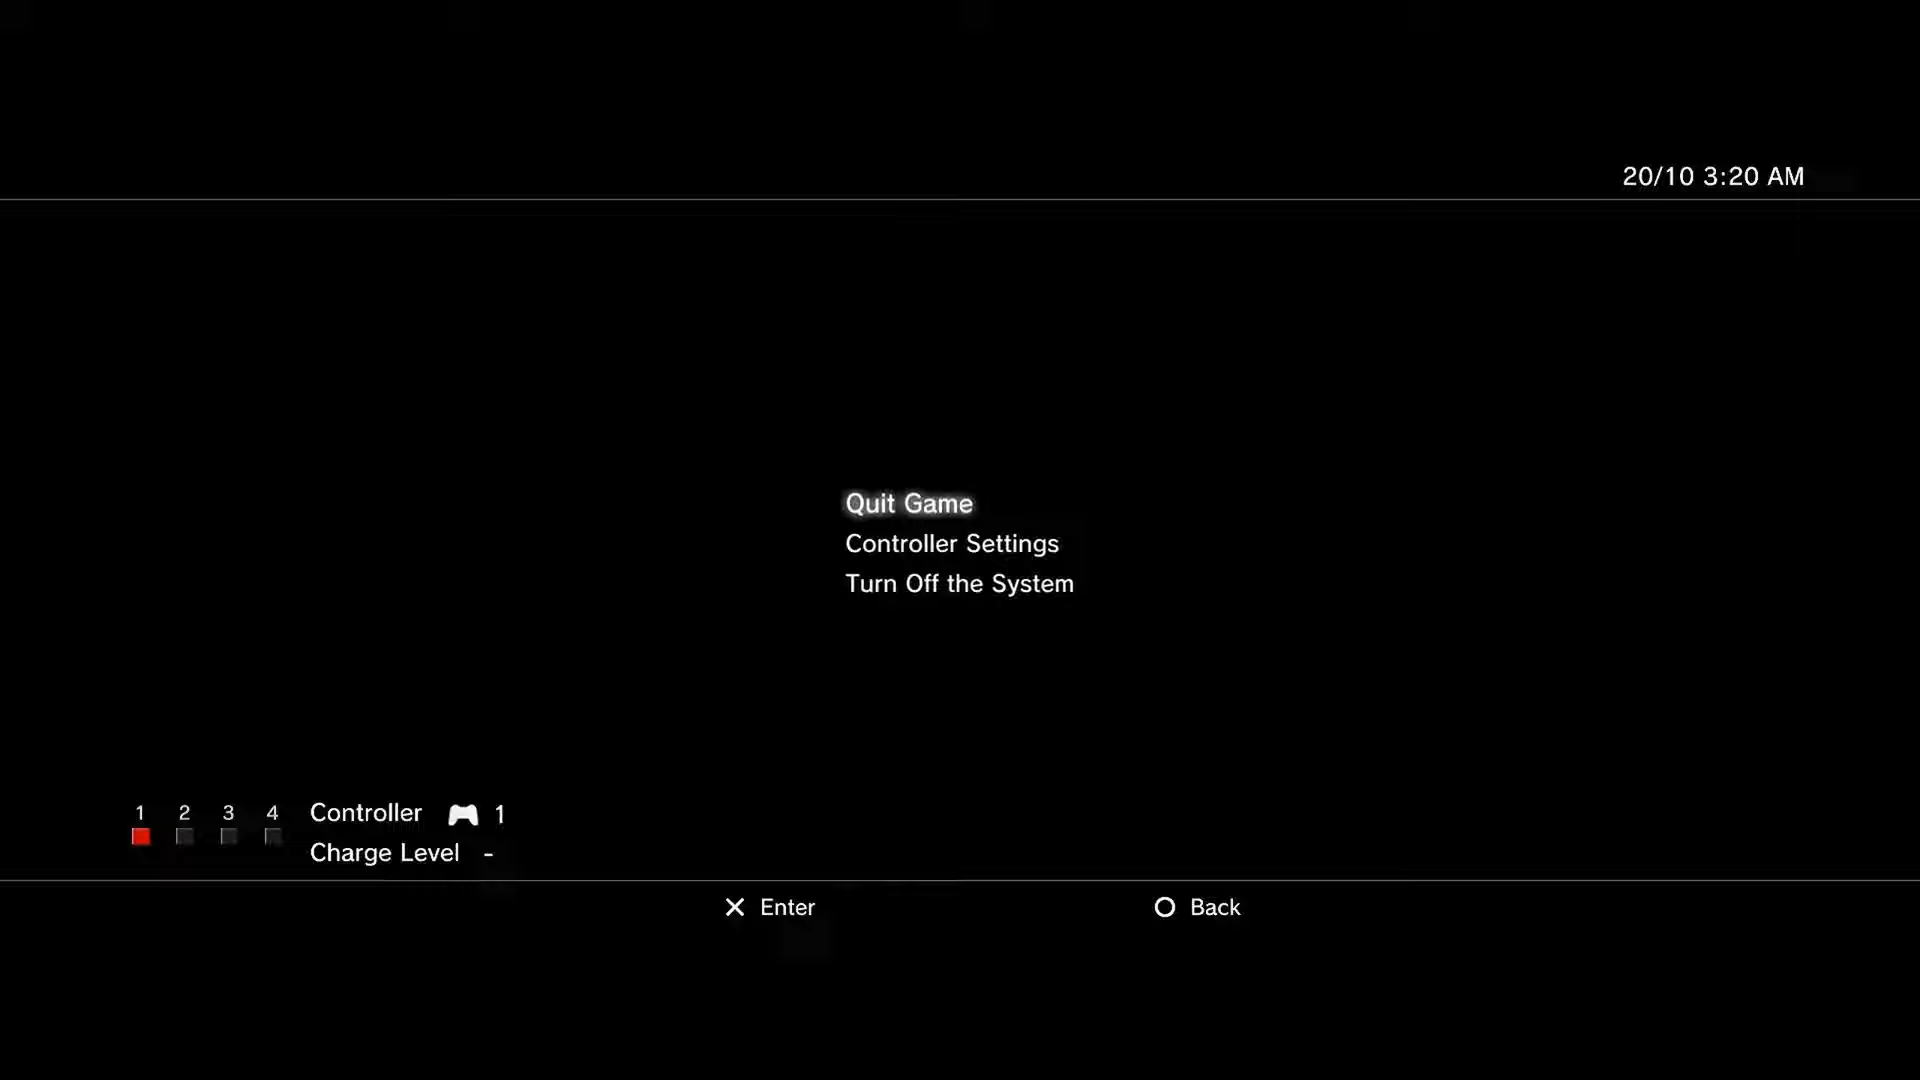 20/10 3:20 AM
Quit Game
Controller Settings
Turn Off the System
1 2 3 4 Controller 1
Charge Level -
Enter Back